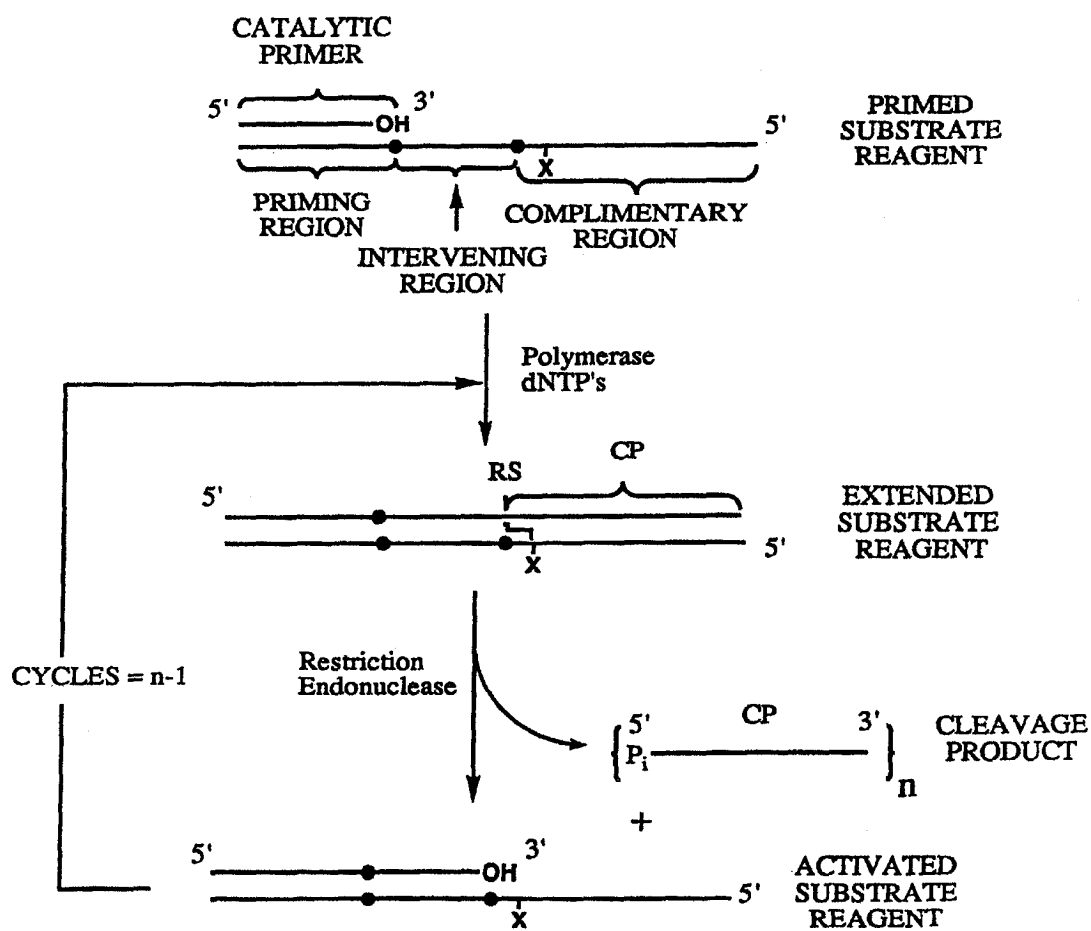 CATALYTIC
PRIMER
5'
3'
OH
5'
PRIMED
SUBSTRATE
REAGENT
X
PRIMING
REGION
COMPLIMENTARY
REGION
INTERVENING
REGION
Polymerase
dNTP's
RS
CP
5'
EXTENDED
SUBSTRATE
REAGENT
5'
X
CYCLES = n-1
Restriction
Endonuclease
5'
CP
3'
CLEAVAGE
PRODUCT
Pi
n
+
5'
3'
OH
ACTIVATED
SUBSTRATE
REAGENT
5'
X